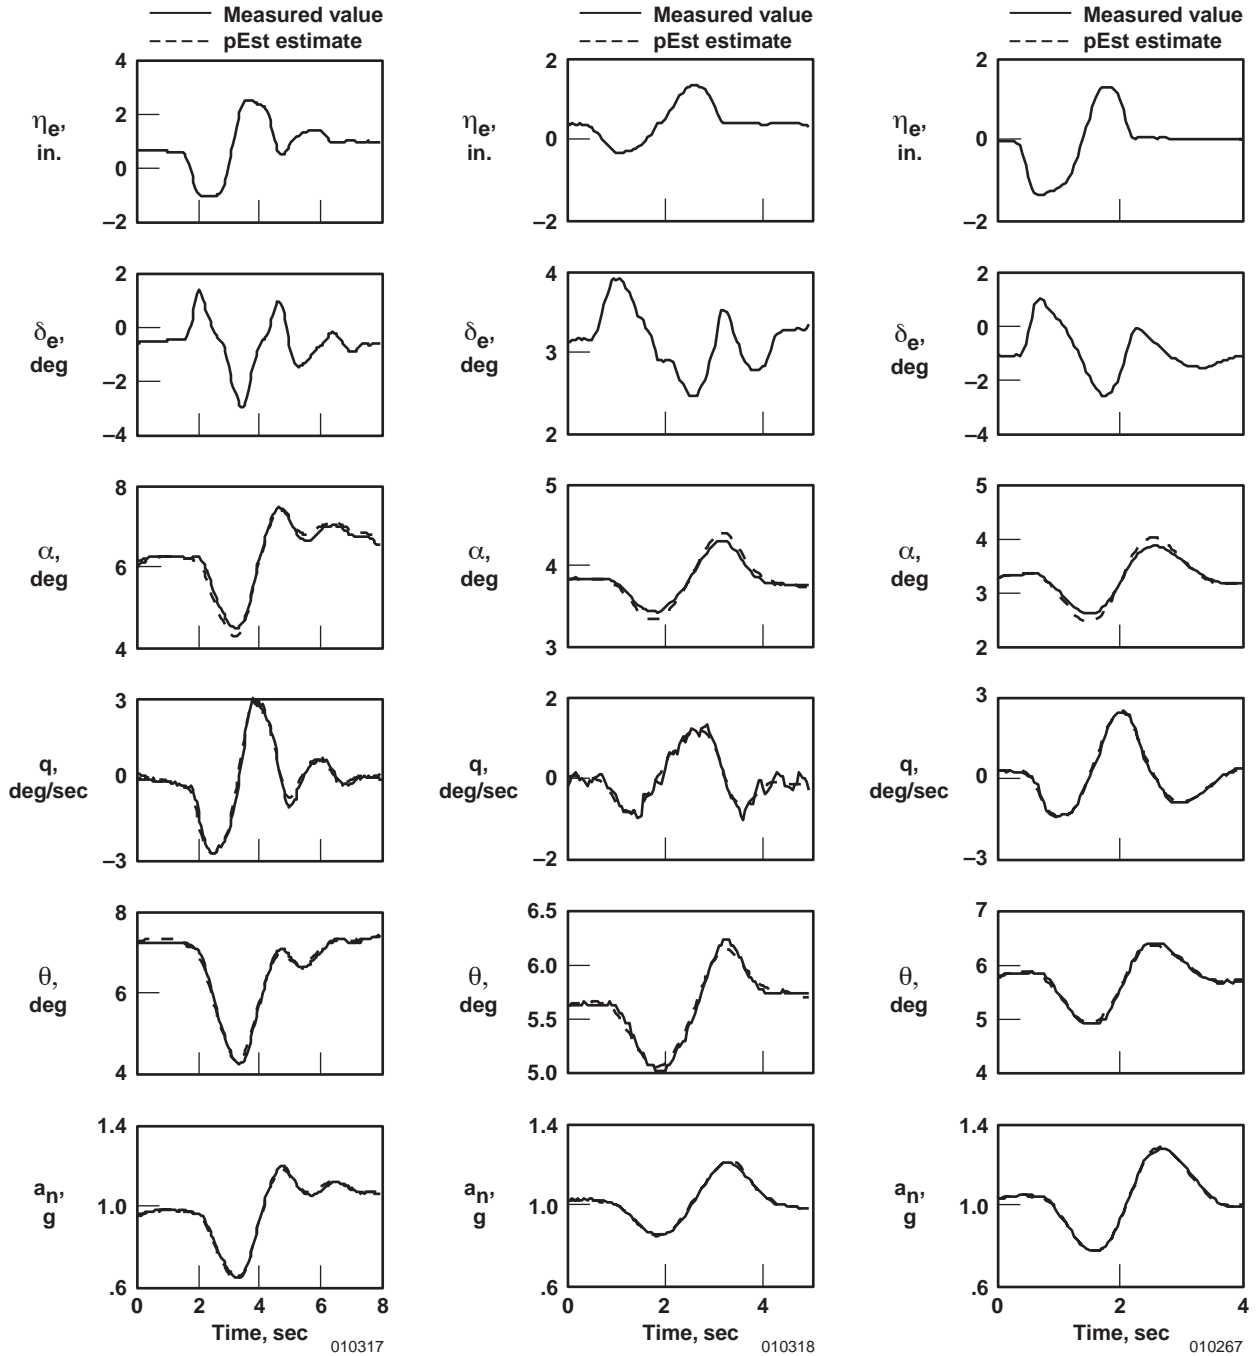 Measured value
pEst estimate
Measured value
pEst estimate
Measured value
pEst estimate
4
2
0
–2
ηe,
in.
2
0
–2
ηe,
in.
2
0
–2
ηe,
in.
2
0
–2
–4
δe,
deg
4
3
2
δe,
deg
2
0
–2
–4
δe,
deg
8
6
4
α,
deg
5
4
3
α,
deg
5
4
3
2
α,
deg
3
0
–3
q,
deg/sec
2
0
–2
q,
deg/sec
3
0
–3
q,
deg/sec
8
6
4
θ,
deg
6.5
6.0
5.5
5.0
θ,
deg
7
6
5
4
θ,
deg
1.4
1.0
.6
an,
g
1.4
1.0
.6
an,
g
1.4
1.0
.6
an,
g
0 2 4 6 8
Time, sec
010317
0 2 4
Time, sec
010318
0 2 4
Time, sec
010267